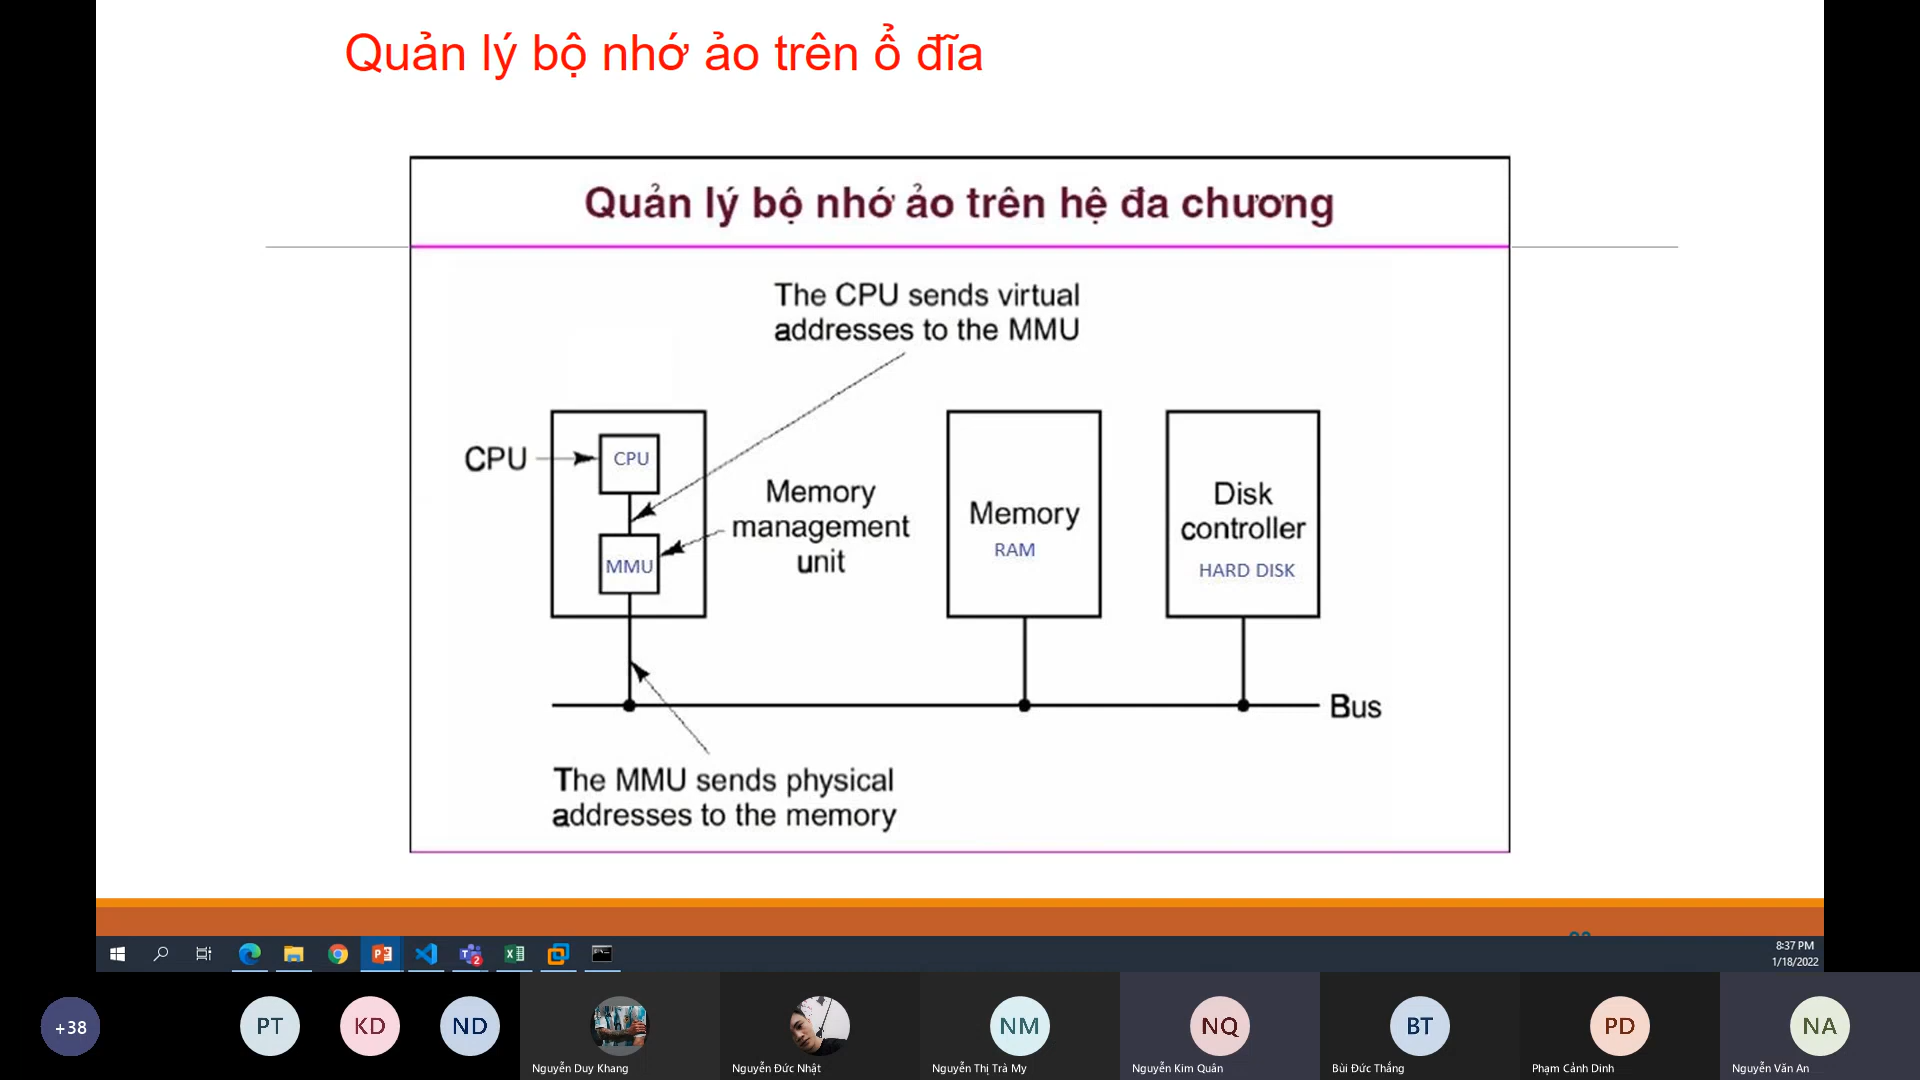 Quản lý bộ nhớ ảo trên ổ đĩa
Quản lý bộ nhớ ảo trên hệ đa chương
The CPU sends virtual
addresses to the MMU
CPU
CPU
Memory
management
unit
MMU
Memory
RAM
Disk
controller
HARD DISK
Bus
The MMU sends physical
addresses to the memory
2
8:37 PM
1/18/2022
+38
PT
KD
ND
NM
NQ
BT
PD
NA
Nguyễn Duy Khang
Nguyễn Đức Nhật
Nguyễn Thị Trà My
Nguyễn Kim Quân
Bùi Đức Thắng
Phạm Cảnh Dinh
Nguyễn Văn An